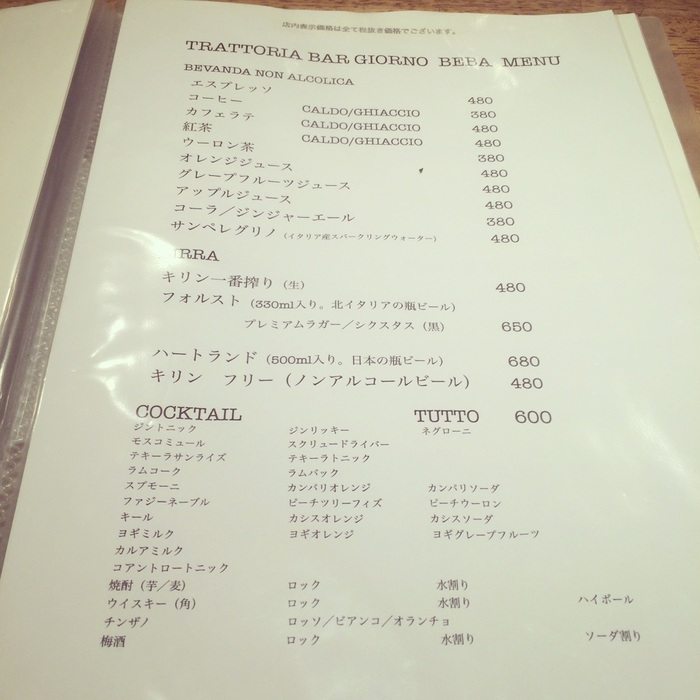 店内表示価格は全て税抜き価格でございます。
TRATTORIA BAR GIORNO BEBA MENU
BEVANDA NON ALCOLICA
エスプレッソ 480
コーヒー CALDO/GHIACCIO 380
カフェラテ CALDO/GHIACCIO 480
紅茶 CALDO/GHIACCIO 480
ウーロン茶 380
オレンジジュース 480
グレープフルーツジュース 480
アップルジュース 480
コーラ／ジンジャーエール 380
サンペレグリノ（イタリア産スパークリングウォーター） 480
RRA
キリン一番搾り（生） 480
フォルスト（330ml入り。北イタリアの瓶ビール）
プレミアムラガー／シクスタス（黒） 650
ハートランド（500ml入り。日本の瓶ビール） 680
キリン フリー（ノンアルコールビール） 480
COCKTAIL TUTTO 600
ジントニック ジンリッキー ネグローニ
モスコミュール スクリュードライバー
テキーラサンライズ テキーラトニック
ラムコーク ラムバック
スプモーニ カンパリオレンジ カンパリソーダ
ファジーネーブル ピーチツリーフィズ ピーチウーロン
キール カシスオレンジ カシスソーダ
ヨギミルク ヨギオレンジ ヨギグレープフルーツ
カルアミルク
コアントロートニック
焼酎（芋／麦） ロック 水割り
ウイスキー（角） ロック 水割り ハイボール
チンザノ ロッソ／ビアンコ／オランチョ
梅酒 ロック 水割り ソーダ割り